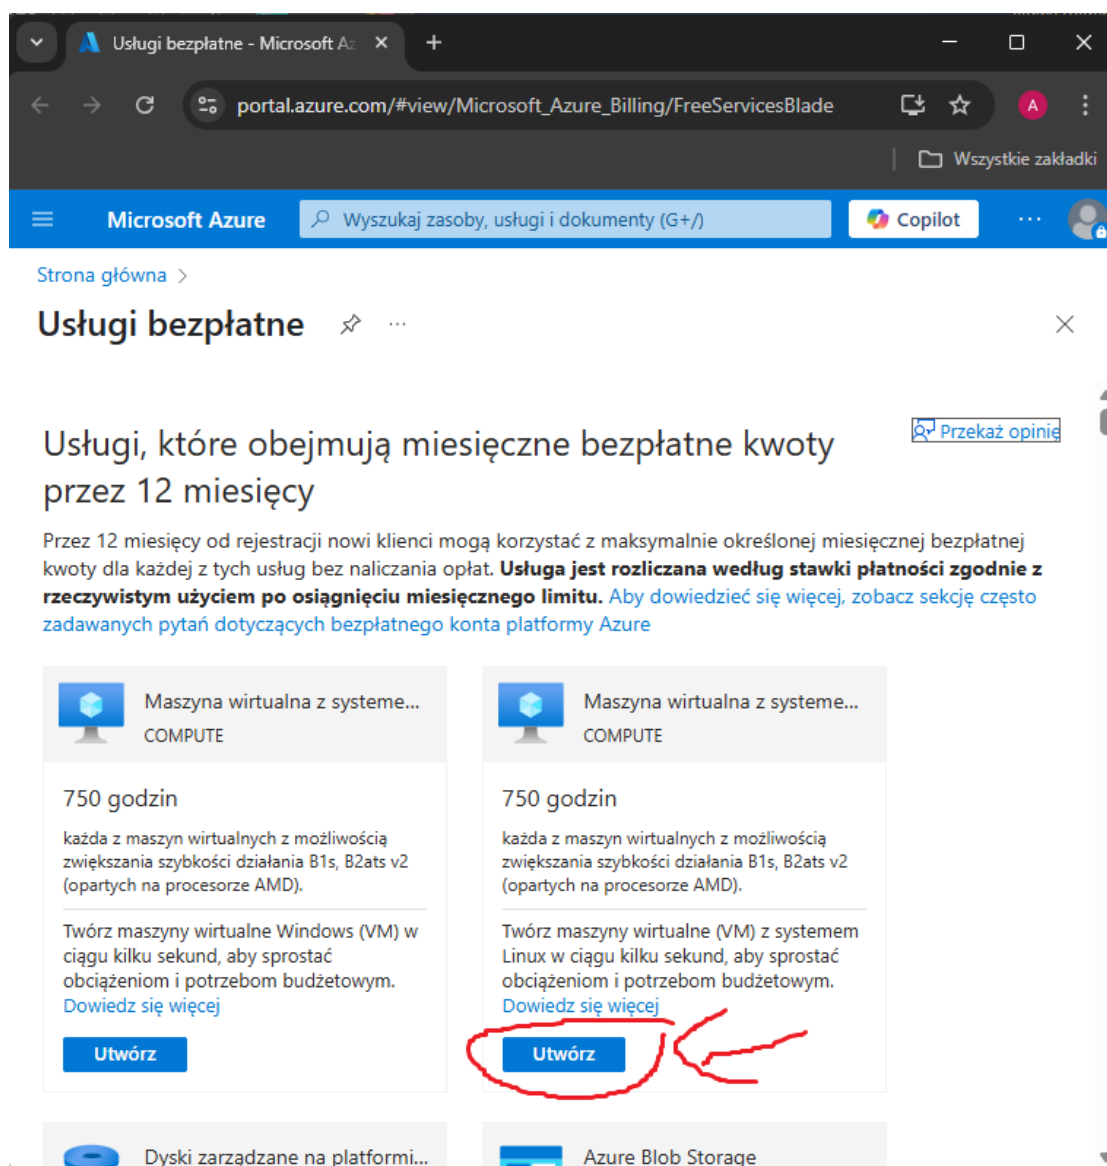 Usługi bezpłatne - Microsoft Az
portal.azure.com/#view/Microsoft_Azure_Billing/FreeServicesBlade
A
Wszystkie zakładki
Microsoft Azure
Wyszukaj zasoby, usługi i dokumenty (G+/)
Copilot
Strona główna
Usługi bezpłatne
Usługi, które obejmują miesięczne bezpłatne kwoty
przez 12 miesięcy
Przekaż opinię
Przez 12 miesięcy od rejestracji nowi klienci mogą korzystać z maksymalnie określonej miesięcznej bezpłatnej
kwoty dla każdej z tych usług bez naliczania opłat. Usługa jest rozliczana według stawki płatności zgodnie z
rzeczywistym użyciem po osiągnięciu miesięcznego limitu. Aby dowiedzieć się więcej, zobacz sekcję często
zadawanych pytań dotyczących bezpłatnego konta platformy Azure
Maszyna wirtualna z systeme...
COMPUTE
750 godzin
każda z maszyn wirtualnych z możliwością
zwiększania szybkości działania B1s, B2ats v2
(opartych na procesorze AMD).
Twórz maszyny wirtualne Windows (VM) w
ciągu kilku sekund, aby sprostać
obciążeniom i potrzebom budżetowym.
Dowiedz się więcej
Utwórz
Maszyna wirtualna z systeme...
COMPUTE
750 godzin
każda z maszyn wirtualnych z możliwością
zwiększania szybkości działania B1s, B2ats v2
(opartych na procesorze AMD).
Twórz maszyny wirtualne (VM) z systemem
Linux w ciągu kilku sekund, aby sprostać
obciążeniom i potrzebom budżetowym.
Dowiedz się więcej
Utwórz
Dyski zarządzane na platformi...
Azure Blob Storage